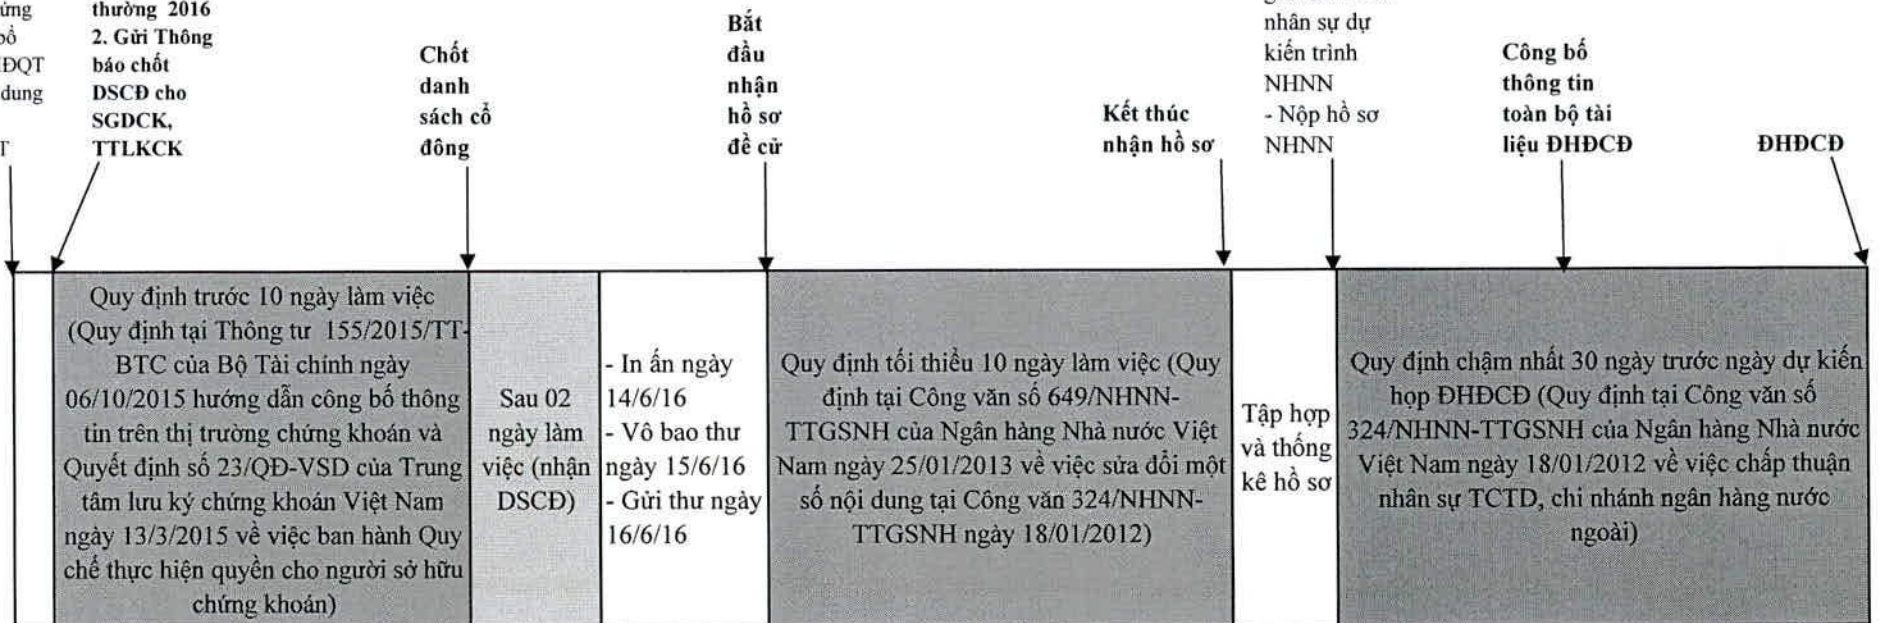 ứng
bổ
HĐQT
dung
T
thường 2016
2. Gửi Thông
báo chốt
DSCĐ cho
SGDCK,
TTLKCK
Chốt
danh
sách cổ
đông
Bắt
đầu
nhận
hồ sơ
đề cử
Kết thúc
nhận hồ sơ
nhân sự dự
kiến trình
NHNN
- Nộp hồ sơ
NHNN
Công bố
thông tin
toàn bộ tài
liệu ĐHĐCĐ
ĐHĐCĐ
Quy định trước 10 ngày làm việc
(Quy định tại Thông tư 155/2015/TT-
BTC của Bộ Tài chính ngày
06/10/2015 hướng dẫn công bố thông
tin trên thị trường chứng khoán và
Quyết định số 23/QĐ-VSD của Trung
tâm lưu ký chứng khoán Việt Nam
ngày 13/3/2015 về việc ban hành Quy
chế thực hiện quyền cho người sở hữu
chứng khoán)
Sau 02
ngày làm
việc (nhận
DSCĐ)
- In ấn ngày
14/6/16
- Vô bao thư
ngày 15/6/16
- Gửi thư ngày
16/6/16
Quy định tối thiểu 10 ngày làm việc (Quy
định tại Công văn số 649/NHNN-
TTGSNH của Ngân hàng Nhà nước Việt
Nam ngày 25/01/2013 về việc sửa đổi một
số nội dung tại Công văn 324/NHNN-
TTGSNH ngày 18/01/2012)
Tập hợp
và thống
kê hồ sơ
Quy định chậm nhất 30 ngày trước ngày dự kiến
họp ĐHĐCĐ (Quy định tại Công văn số
324/NHNN-TTGSNH của Ngân hàng Nhà nước
Việt Nam ngày 18/01/2012 về việc chấp thuận
nhân sự TCTD, chi nhánh ngân hàng nước
ngoài)